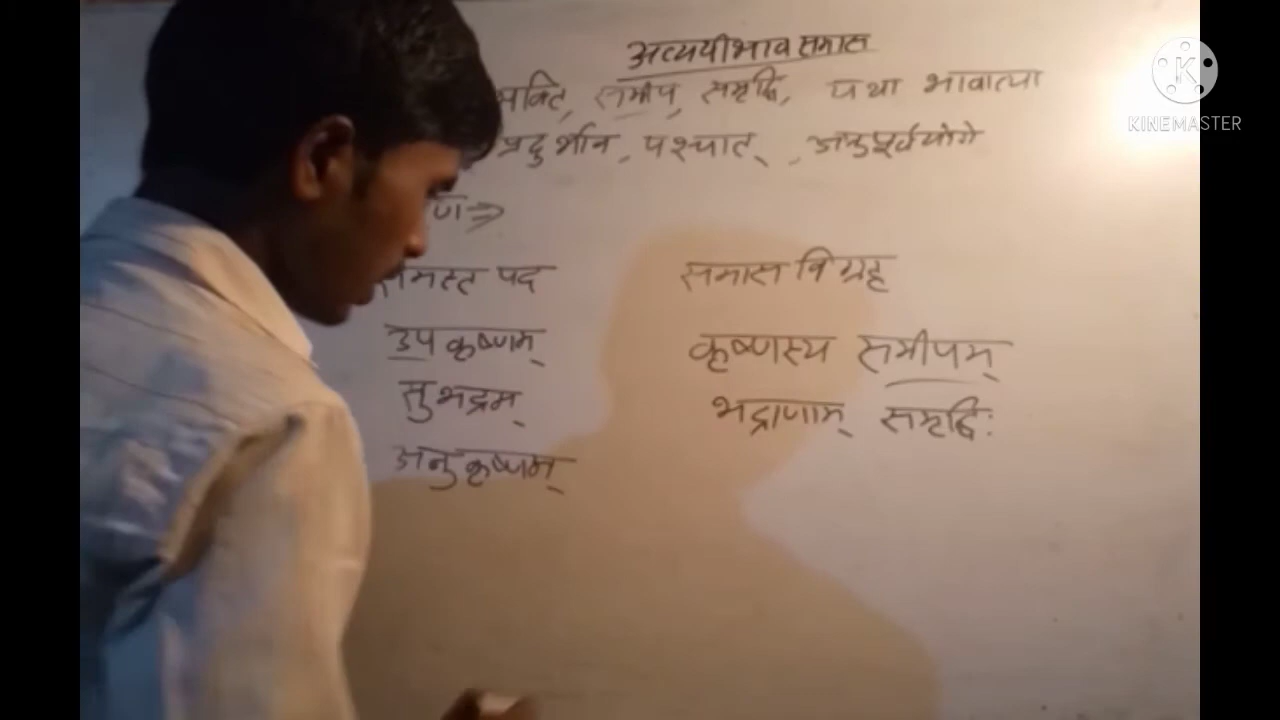 अव्ययीभाव समास
भक्ति, समीप, समृद्धि, यथा भावात्या
प्रदुर्भाव, पश्चात्, अनुपूर्वयोगे
ण ⇒
समस्त पद समास विग्रह
उपकृष्णम् कृष्णस्य समीपम्
सुभद्रम् भद्राणाम् समृद्धिः
अनुकृष्णम्
KINEMASTER